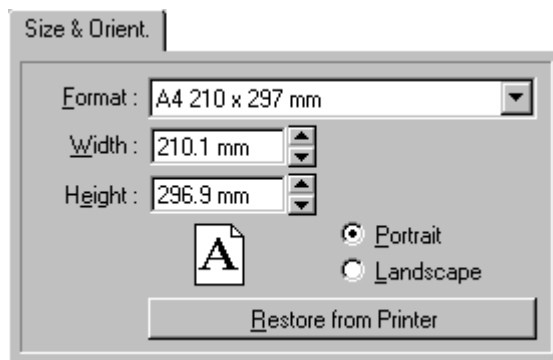 Size & Orient.
Format : A4 210 x 297 mm
Width : 210.1 mm
Height : 296.9 mm
A
Portrait
Landscape
Restore from Printer